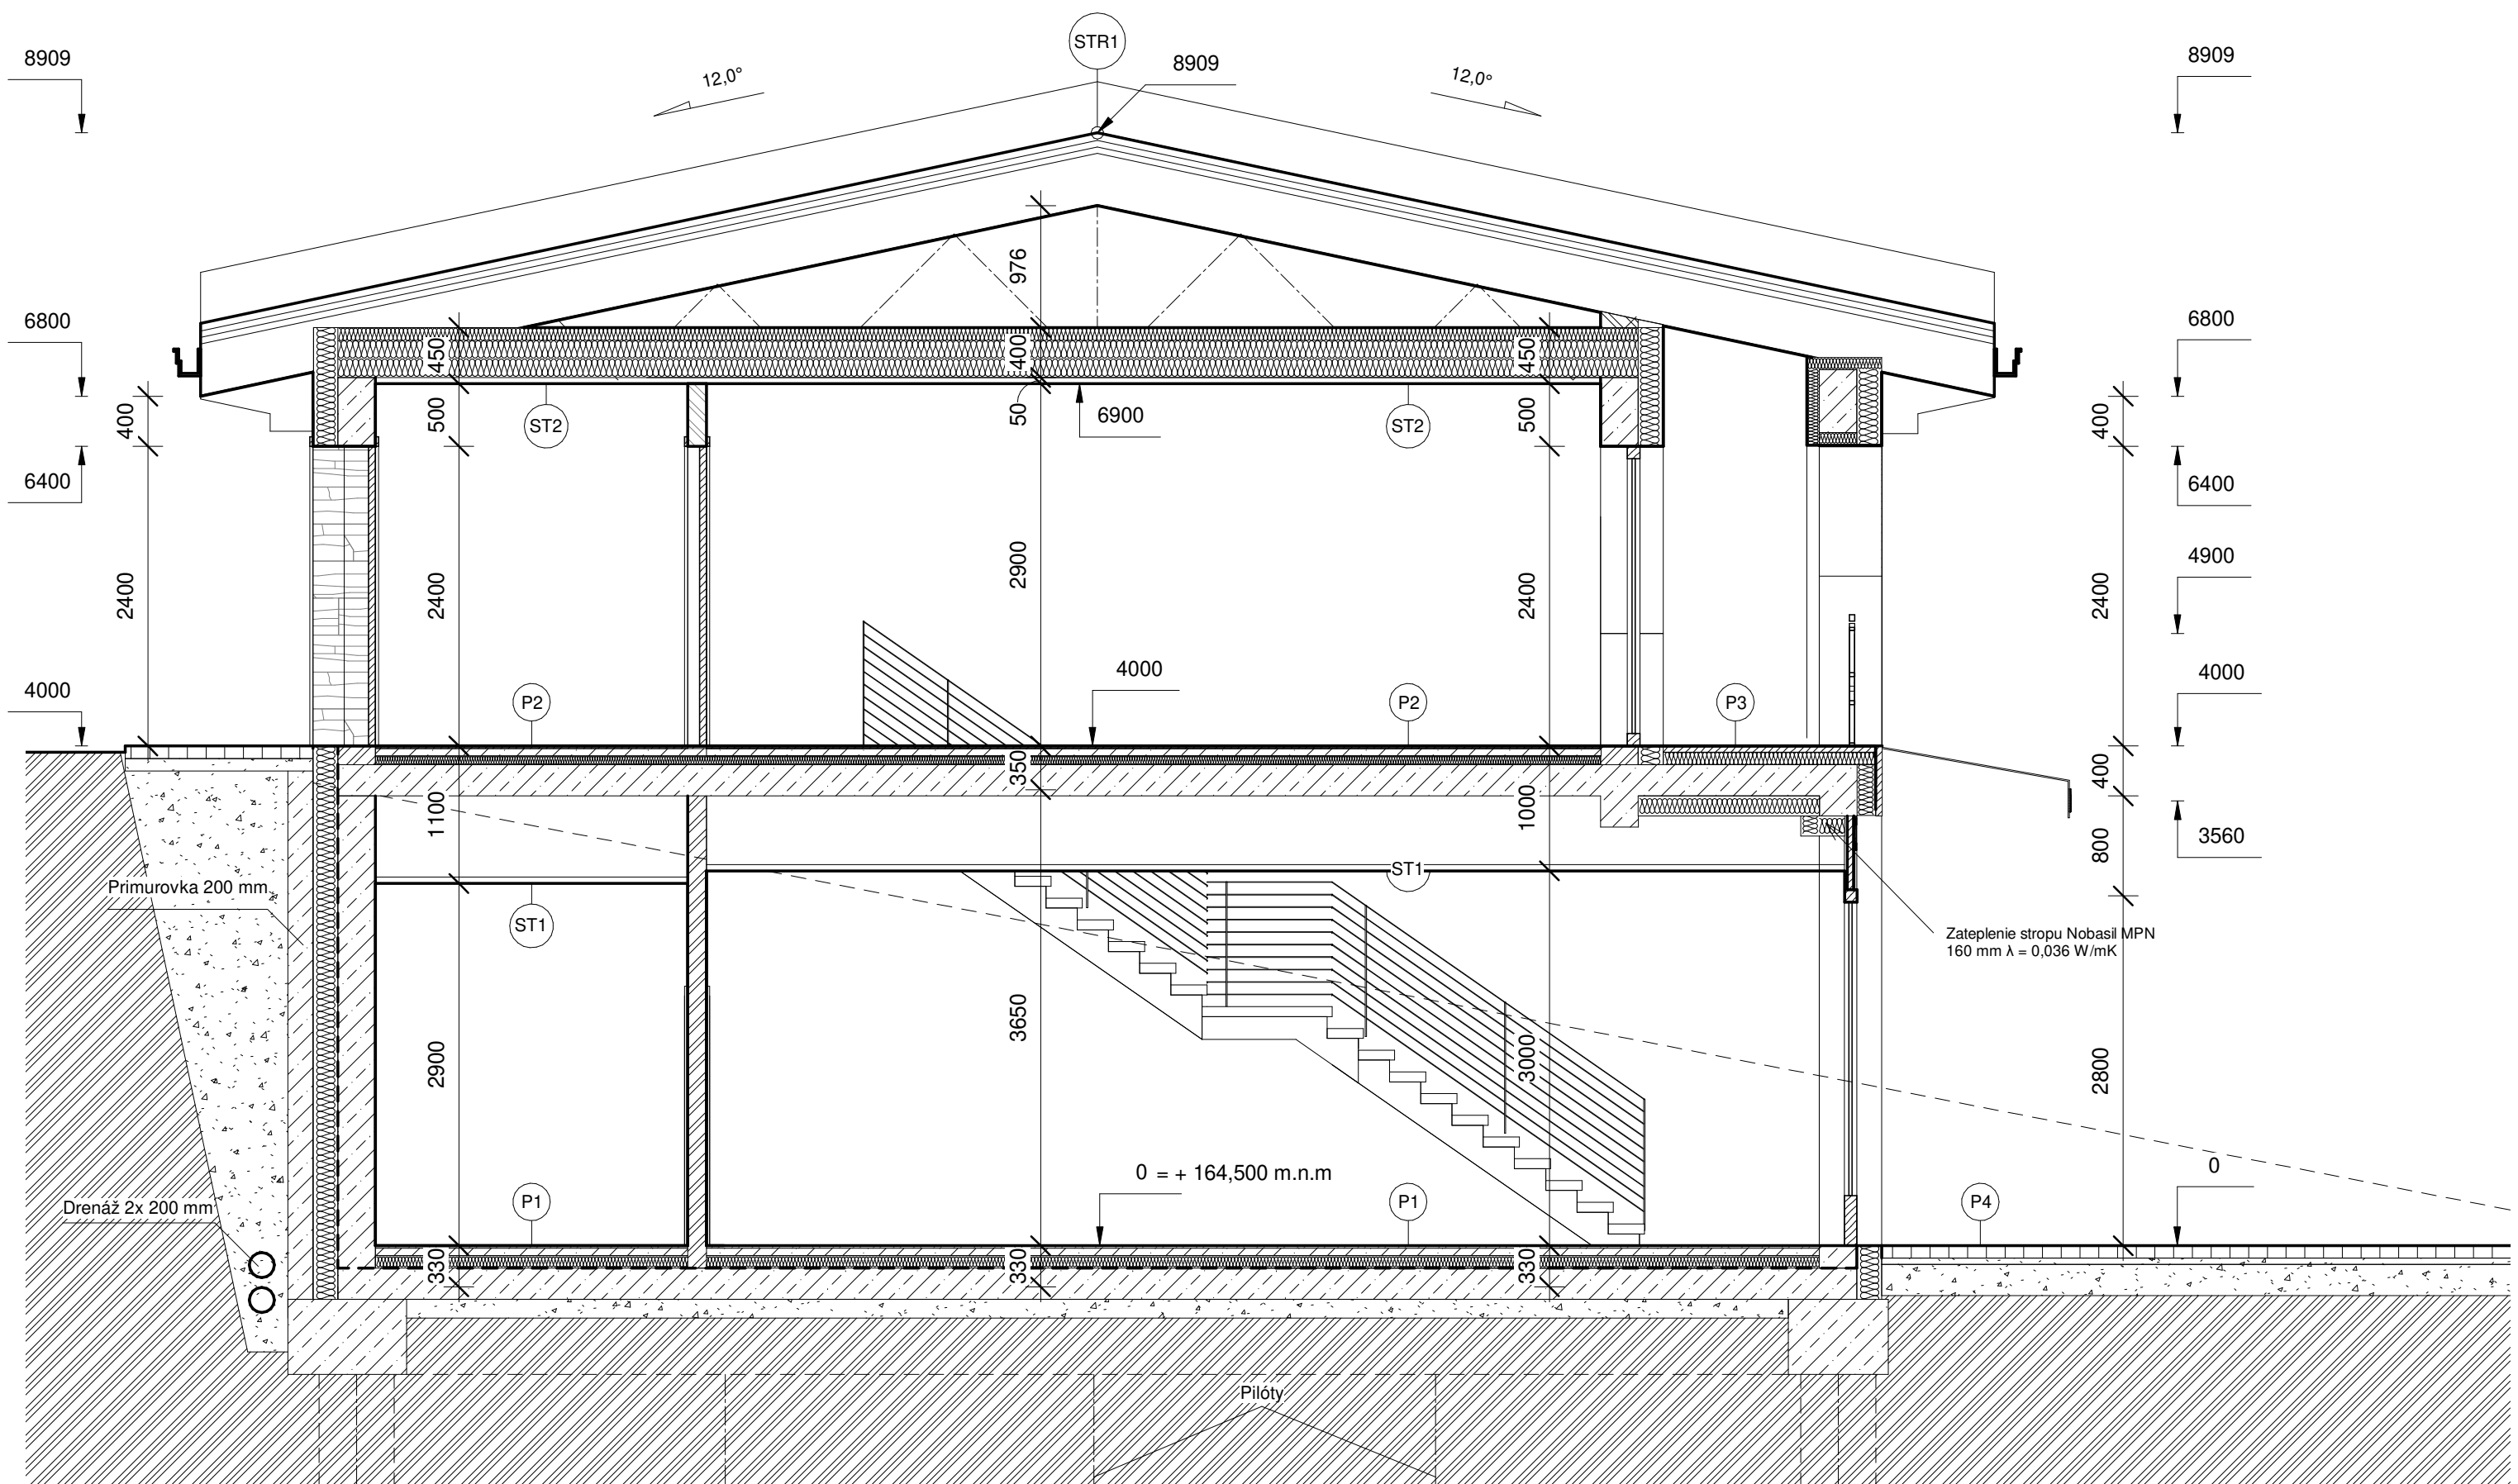 STR1
8909
8909
8909
12,0°
12,0°
976
6800
6800
450
400
450
400
500
50
6900
ST2
ST2
500
400
6400
6400
4900
2400
2400
2900
2400
2400
4000
4000
4000
P2
P2
P3
350
400
1100
1000
3560
800
ST1
ST1
Primurovka 200 mm
Zateplenie stropu Nobasil MPN
160 mm λ = 0,036 W/mK
2900
3650
3000
2800
0 = + 164,500 m.n.m
0
Drenáž 2x 200 mm
P1
P1
P4
330
330
330
Pilóty